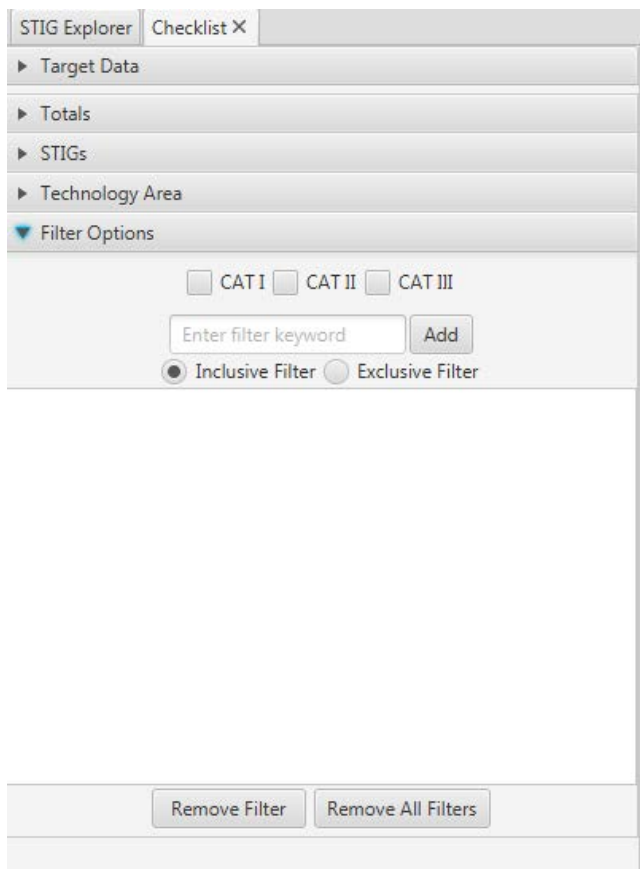 STIG Explorer Checklist ✕
Target Data
Totals
STIGs
Technology Area
Filter Options
CAT I CAT II CAT III
Enter filter keyword Add
Inclusive Filter Exclusive Filter
Remove Filter Remove All Filters